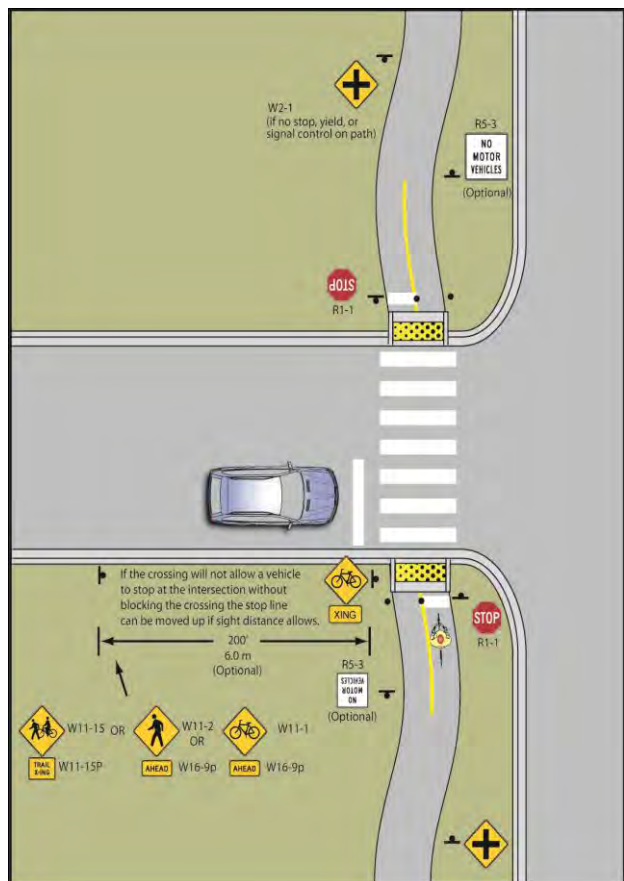 W2-1
(if no stop, yield, or
signal control on path)
R5-3
NO
MOTOR
VEHICLES
(Optional)
STOP
R1-1
If the crossing will not allow a vehicle
to stop at the intersection without
blocking the crossing the stop line
can be moved up if sight distance allows.
XING
200'
6.0 m
(Optional)
STOP
R1-1
R5-3
NO
MOTOR
VEHICLES
(Optional)
W11-15 OR
W11-2
OR
W11-1
TRAIL
X-ING
W11-15P
AHEAD
W16-9p
AHEAD
W16-9p